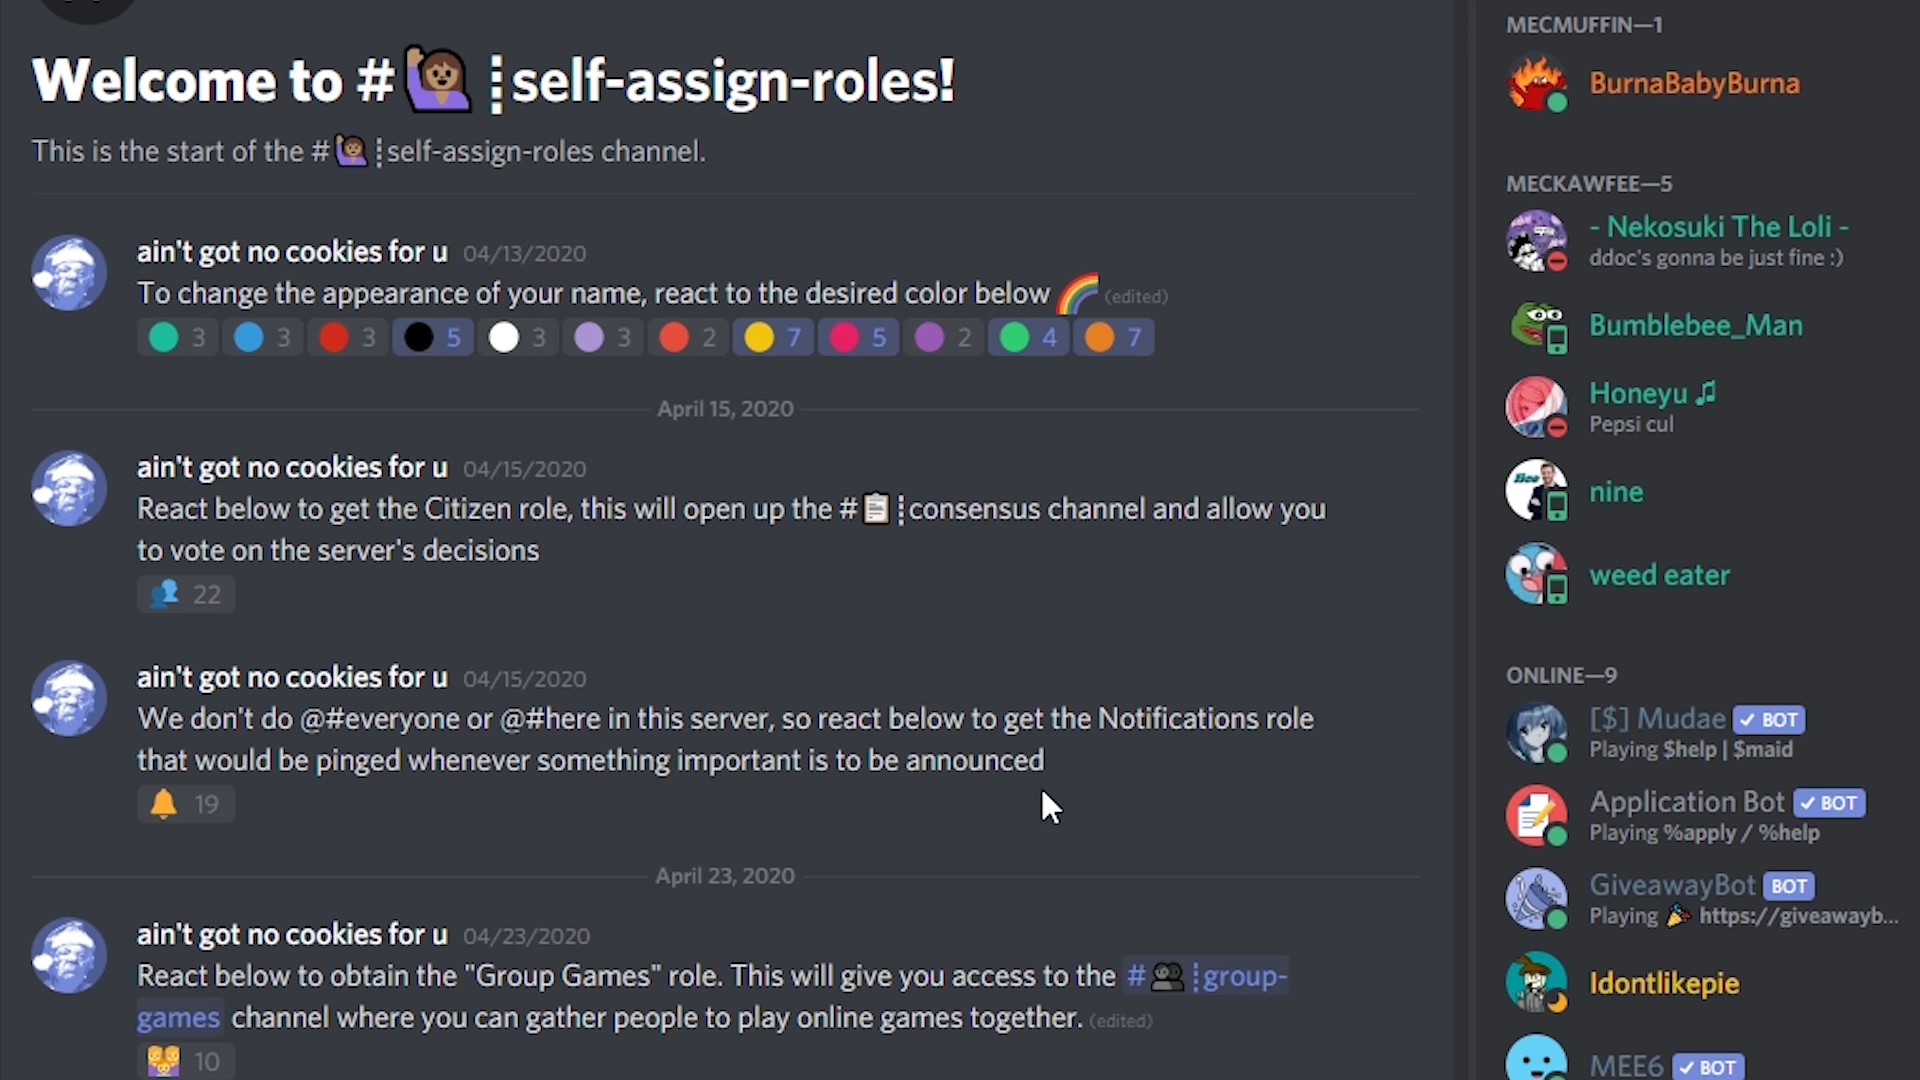 Welcome to #🙋🏽‍♀️┊self-assign-roles!
This is the start of the #🙋🏽‍♀️┊self-assign-roles channel.
ain't got no cookies for u 04/13/2020
To change the appearance of your name, react to the desired color below 🌈 (edited)
3 3 3 5 3 3 2 7 5 2 4 7
April 15, 2020
ain't got no cookies for u 04/15/2020
React below to get the Citizen role, this will open up the #📋┊consensus channel and allow you
to vote on the server's decisions
22
ain't got no cookies for u 04/15/2020
We don't do @#everyone or @#here in this server, so react below to get the Notifications role
that would be pinged whenever something important is to be announced
19
April 23, 2020
ain't got no cookies for u 04/23/2020
React below to obtain the "Group Games" role. This will give you access to the #👥┊group-
games channel where you can gather people to play online games together. (edited)
10
MECMUFFIN—1
BurnaBabyBurna
MECKAWFEE—5
- Nekosuki The Loli -
ddoc's gonna be just fine :)
Bumblebee_Man
Honeyu ♫
Pepsi cul
nine
weed eater
ONLINE—9
[$] Mudae ✓ BOT
Playing $help | $maid
Application Bot ✓ BOT
Playing %apply / %help
GiveawayBot BOT
Playing 🎉 https://giveawayb...
Idontlikepie
MEE6 ✓ BOT